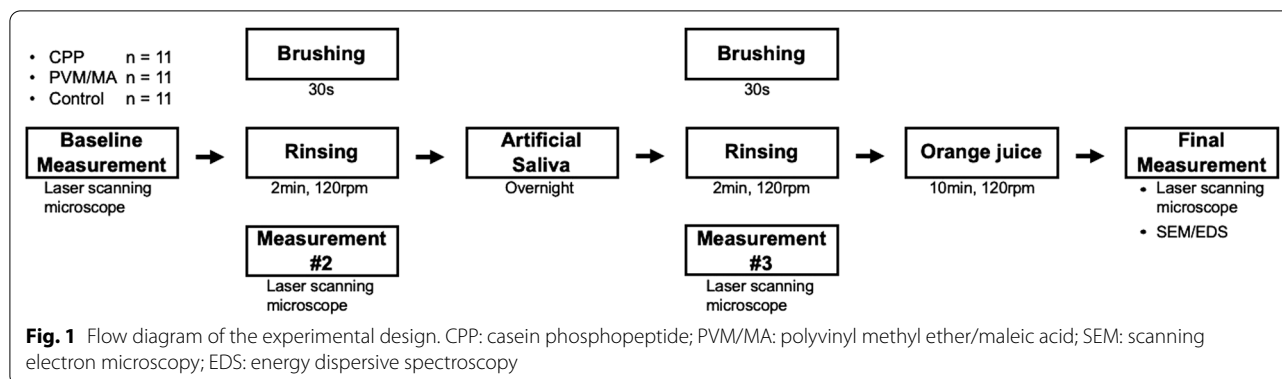 • CPP n = 11
• PVM/MA n = 11
• Control n = 11
Baseline
Measurement
Laser scanning
microscope
Brushing
30s
Rinsing
2min, 120rpm
Measurement
#2
Laser scanning
microscope
Artificial
Saliva
Overnight
Brushing
30s
Rinsing
2min, 120rpm
Measurement
#3
Laser scanning
microscope
Orange juice
10min, 120rpm
Final
Measurement
• Laser scanning
microscope
• SEM/EDS
Fig. 1 Flow diagram of the experimental design. CPP: casein phosphopeptide; PVM/MA: polyvinyl methyl ether/maleic acid; SEM: scanning
electron microscopy; EDS: energy dispersive spectroscopy